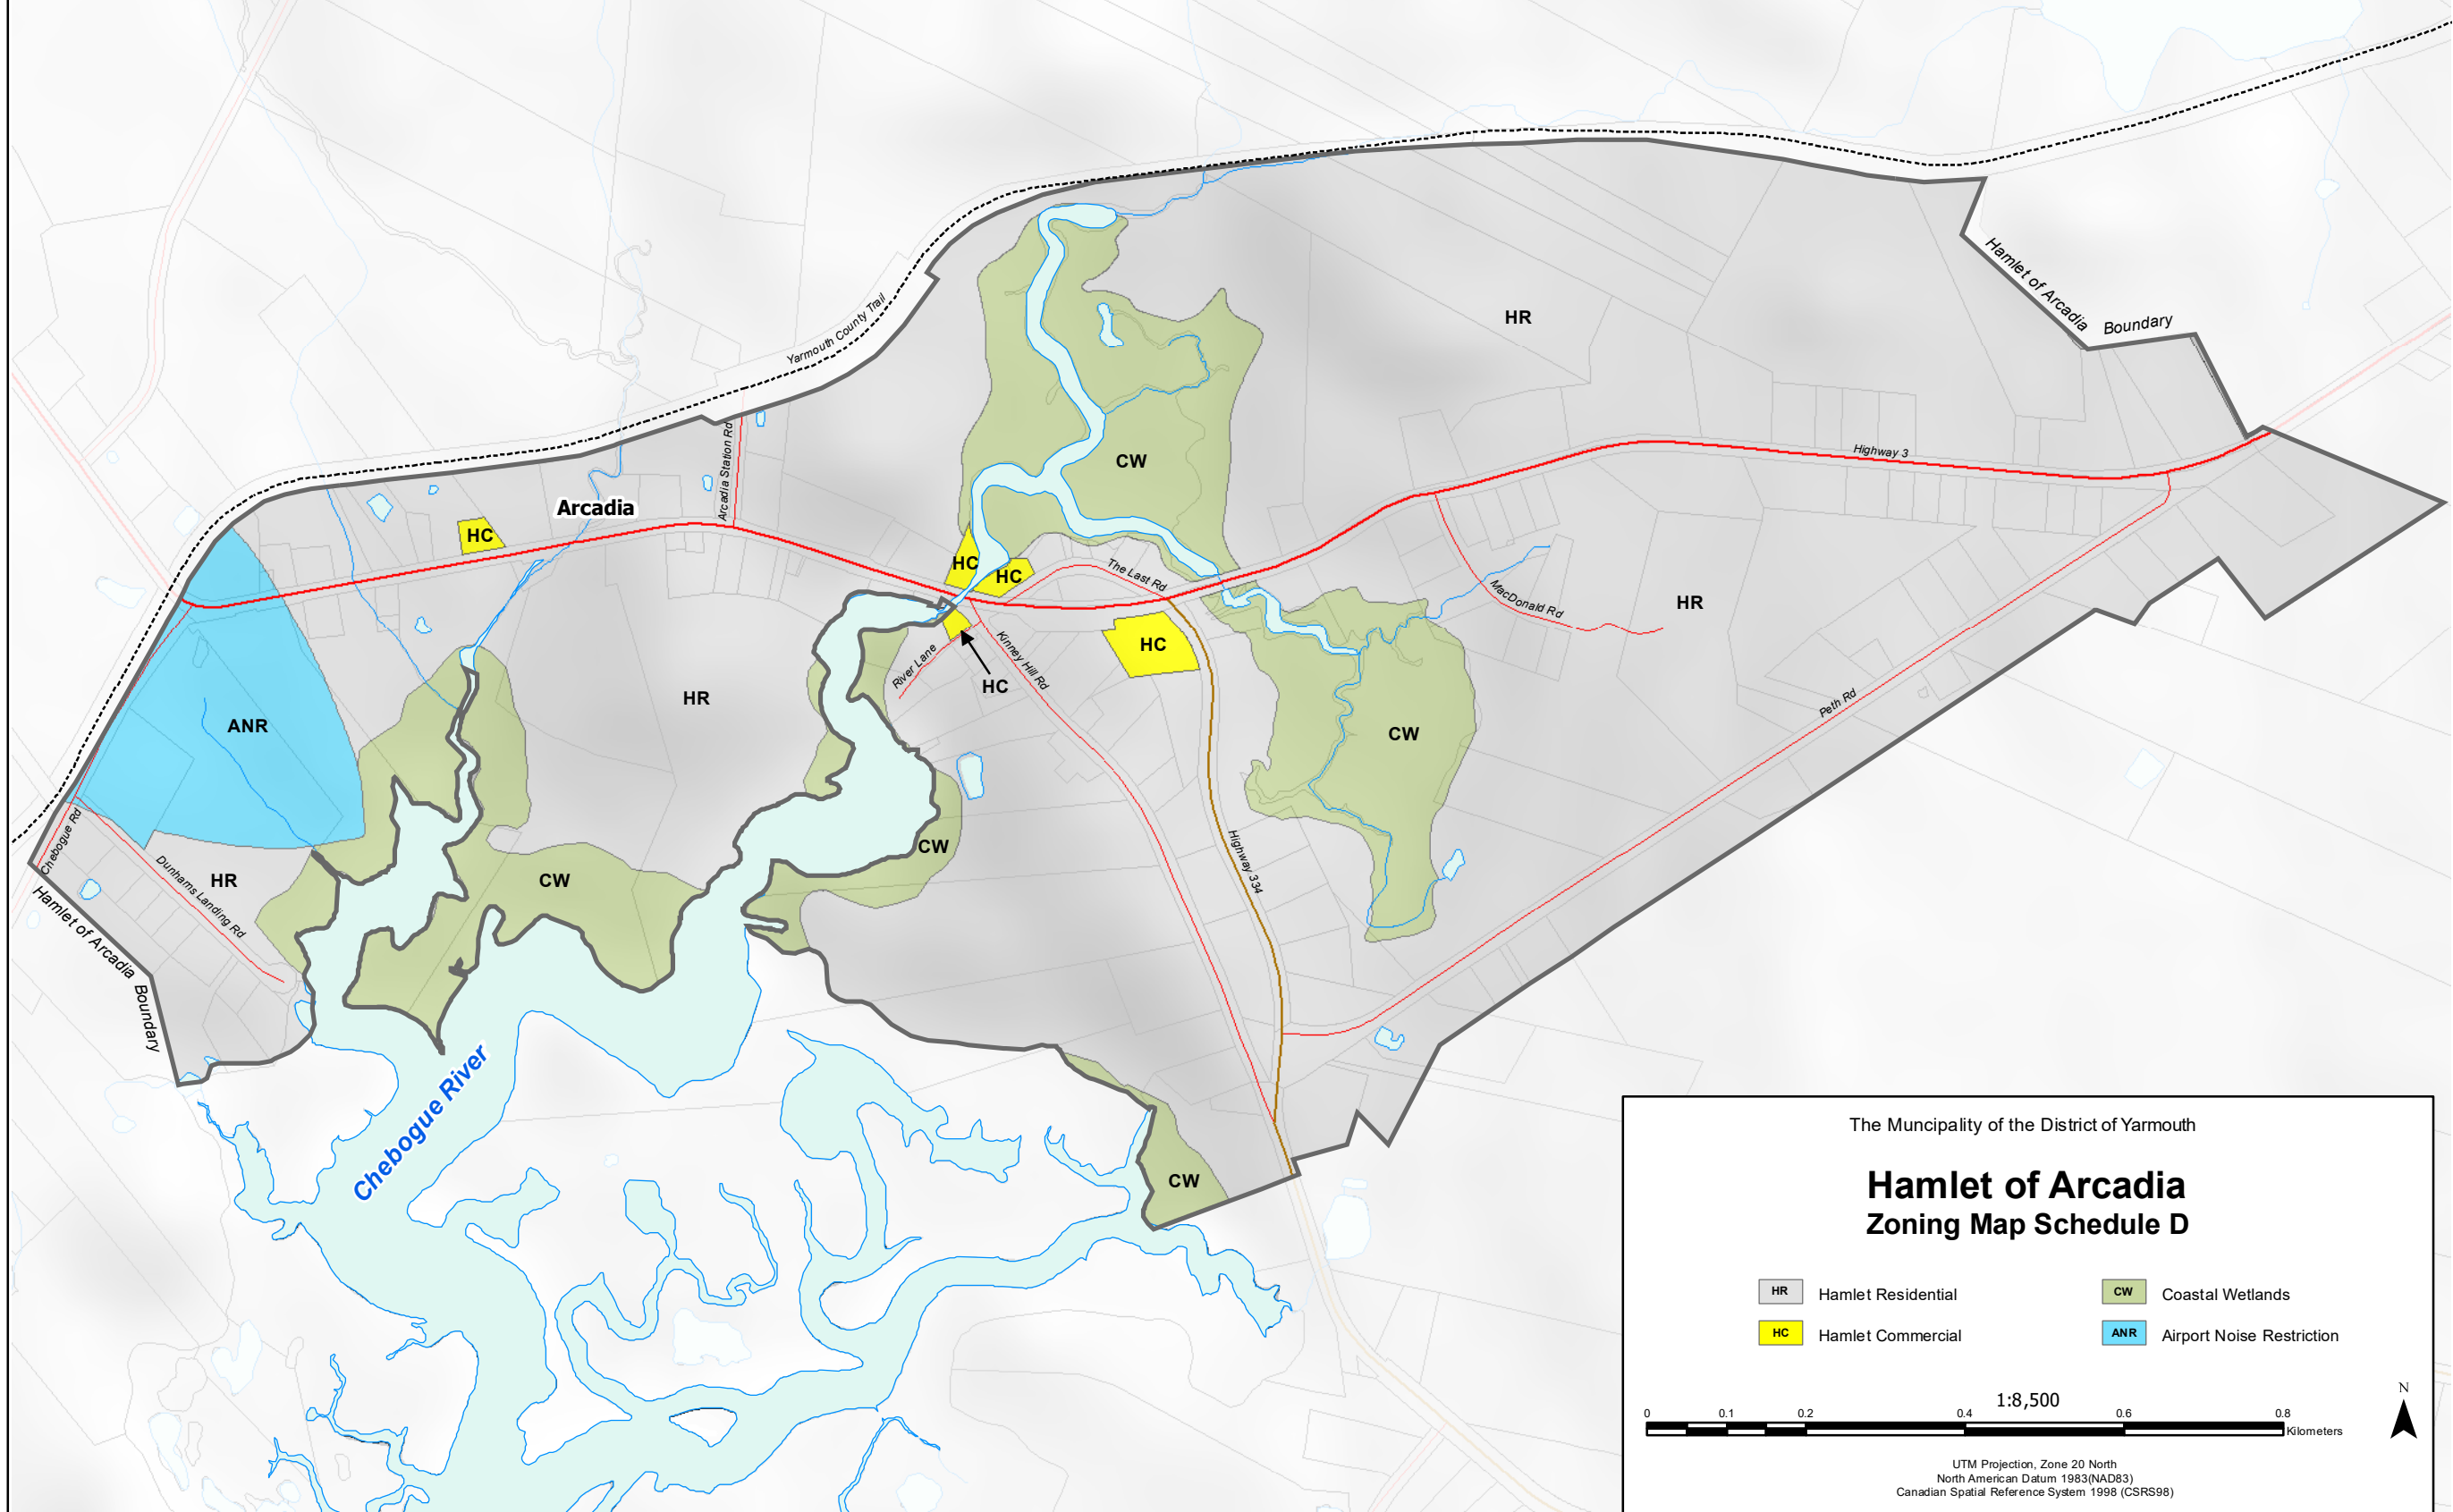 Hamlet of Arcadia
Boundary
Yarmouth County Trail
HR
Highway 3
Arcadia Station Rd
CW
Arcadia
HC
HC
HC
The Last Rd
MacDonald Rd
HR
HC
River Lane
Kinney Hill Rd
HC
HR
Peth Rd
ANR
CW
Chebogue Rd
CW
Highway 334
Dunhams Landing Rd
HR
CW
Hamlet of Arcadia
Boundary
Chebogue River
CW
The Muncipality of the District of Yarmouth
Hamlet of Arcadia
Zoning Map Schedule D
HR Hamlet Residential
CW Coastal Wetlands
HC Hamlet Commercial
ANR Airport Noise Restriction
N
1:8,500
0 0.1 0.2 0.4 0.6 0.8
Kilometers
UTM Projection, Zone 20 North
North American Datum 1983(NAD83)
Canadian Spatial Reference System 1998 (CSRS98)